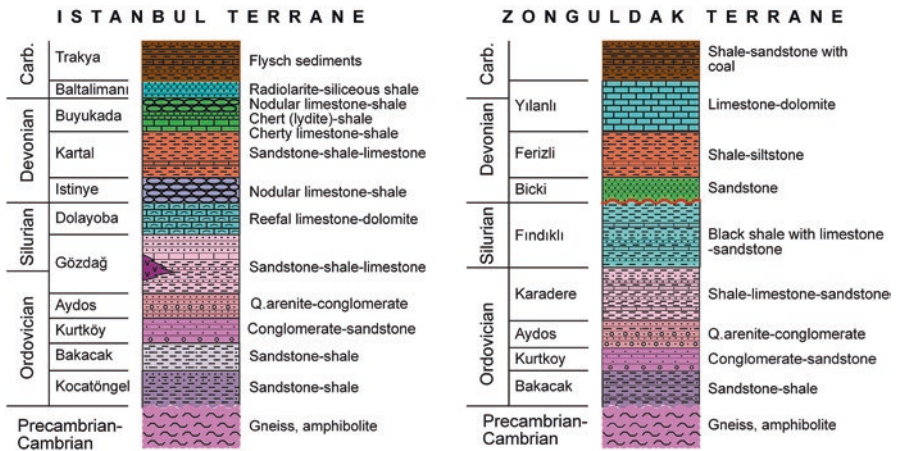 ISTANBUL TERRANE
Carb.
Devonian
Silurian
Ordovician
Precambrian-
Cambrian
Trakya
Baltalimanı
Buyukada
Kartal
Istinye
Dolayoba
Gözdağ
Aydos
Kurtköy
Bakacak
Kocatöngel
Flysch sediments
Radiolarite-siliceous shale
Nodular limestone-shale
Chert (lydite)-shale
Cherty limestone-shale
Sandstone-shale-limestone
Nodular limestone-shale
Reefal limestone-dolomite
Sandstone-shale-limestone
Q.arenite-conglomerate
Conglomerate-sandstone
Sandstone-shale
Sandstone-shale
Gneiss, amphibolite
ZONGULDAK TERRANE
Carb.
Devonian
Silurian
Ordovician
Precambrian-
Cambrian
Yılanlı
Ferizli
Bicki
Fındıklı
Karadere
Aydos
Kurtkoy
Bakacak
Shale-sandstone with
coal
Limestone-dolomite
Shale-siltstone
Sandstone
Black shale with limestone
-sandstone
Shale-limestone-sandstone
Q.arenite-conglomerate
Conglomerate-sandstone
Sandstone-shale
Gneiss, amphibolite